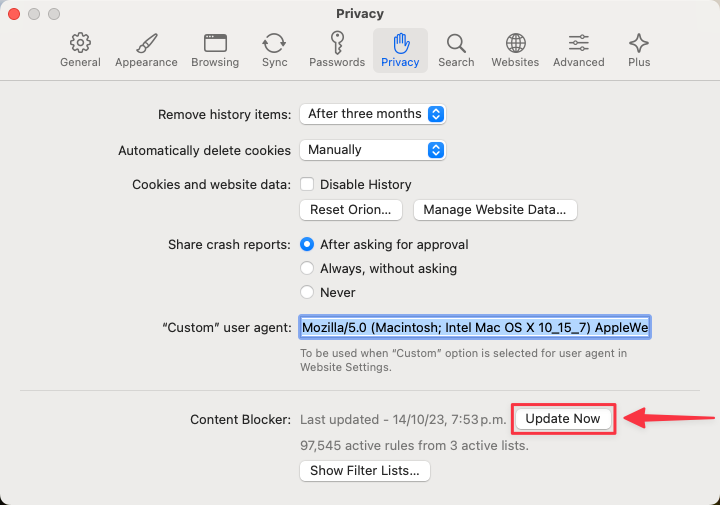 Privacy
General Appearance Browsing Sync Passwords Privacy Search Websites Advanced Plus
Remove history items: After three months
Automatically delete cookies Manually
Cookies and website data: Disable History
Reset Orion... Manage Website Data...
Share crash reports: After asking for approval
Always, without asking
Never
“Custom” user agent: Mozilla/5.0 (Macintosh; Intel Mac OS X 10_15_7) AppleWe
To be used when “Custom” option is selected for user agent in
Website Settings.
Content Blocker: Last updated - 14/10/23, 7:53 p.m. Update Now
97,545 active rules from 3 active lists.
Show Filter Lists...